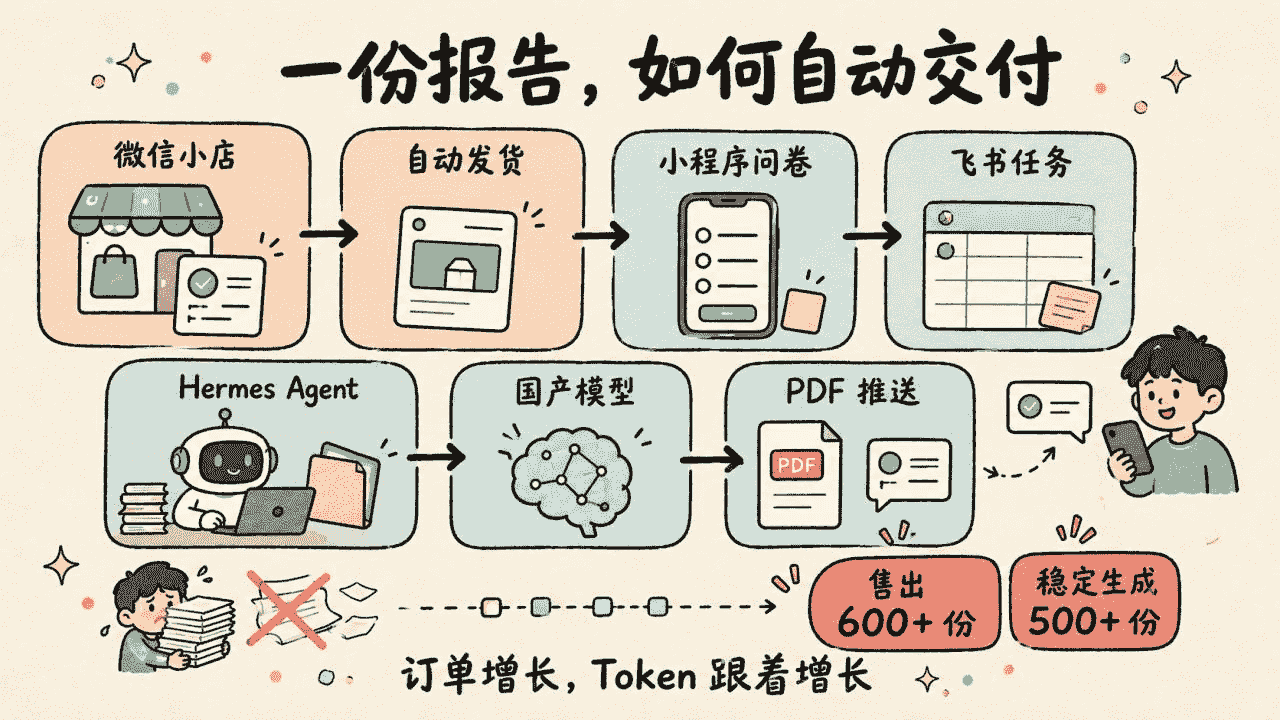 一份报告，如何自动交付
微信小店
自动发货
小程序问卷
飞书任务
Hermes Agent
国产模型
PDF 推送
PDF
售出
600+ 份
稳定生成
500+ 份
订单增长，Token 跟着增长